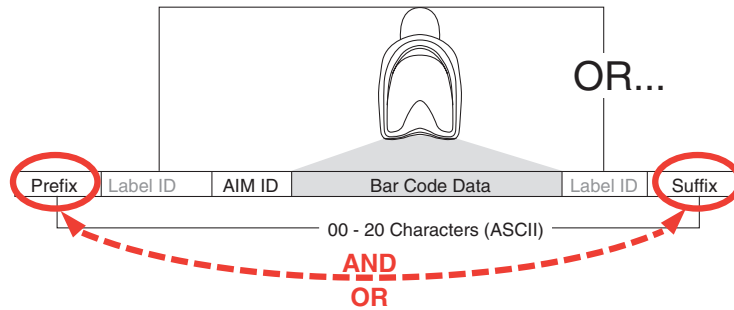 OR...
Prefix Label ID AIM ID Bar Code Data Label ID Suffix
00 - 20 Characters (ASCII)
AND
OR